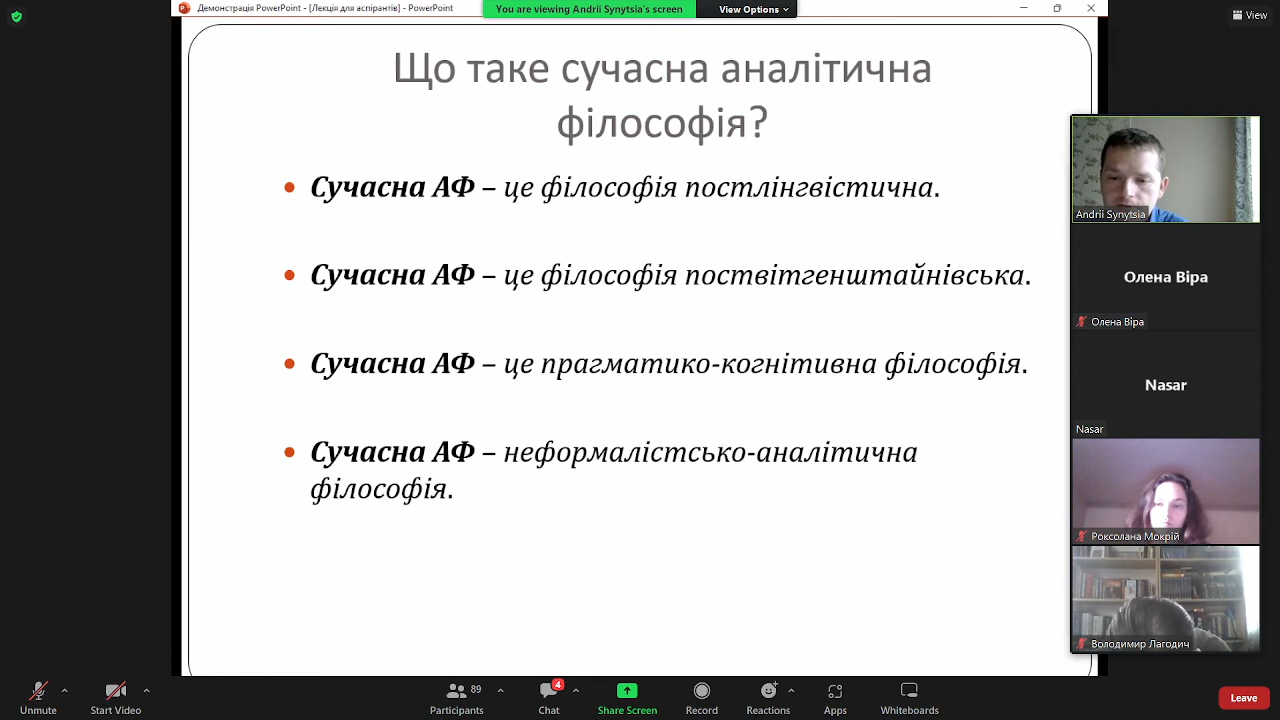 Демонстрація PowerPoint - [Лекція для аспірантів] - PowerPoint
You are viewing Andrii Synytsia's screen
View Options
View
Що таке сучасна аналітична
філософія?
• Сучасна АФ – це філософія постлінгвістична.
• Сучасна АФ – це філософія поствітгенштайнівська.
• Сучасна АФ – це прагматико-когнітивна філософія.
• Сучасна АФ – неформалістсько-аналітична
філософія.
Andrii Synytsia
Олена Віра
Олена Віра
Nasar
Nasar
Роксолана Мокрій
Володимир Лагодич
Unmute
Start Video
89
Participants
4
Chat
Share Screen
Record
Reactions
Apps
Whiteboards
Leave